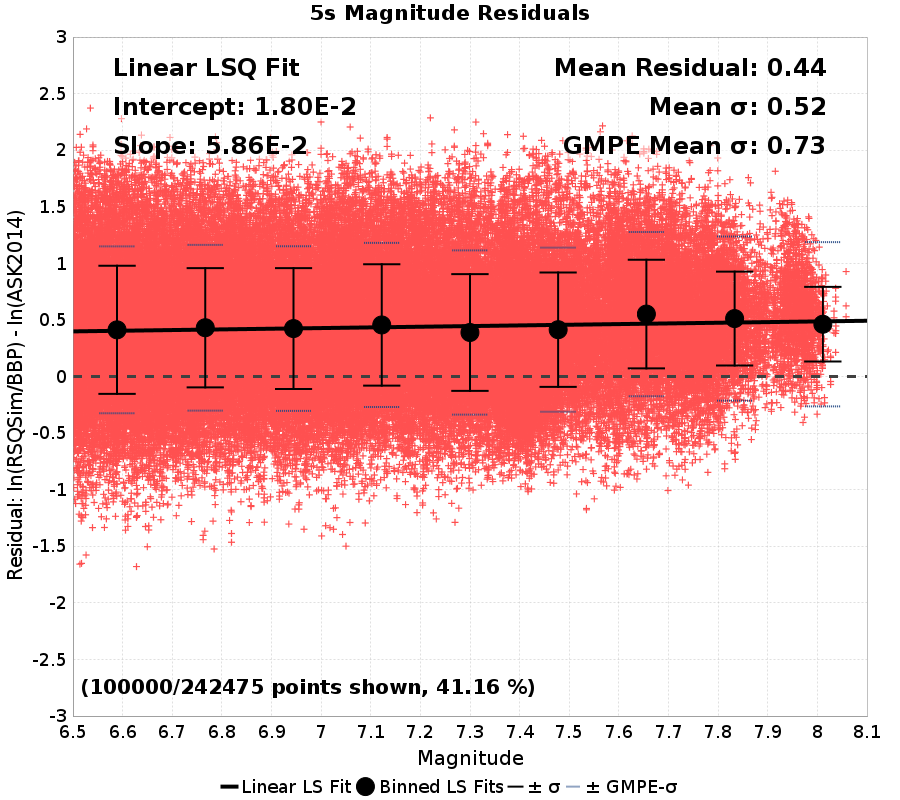 5s Magnitude Residuals
Linear LSQ Fit
Intercept: 1.80E-2
Slope: 5.86E-2
Mean Residual: 0.44
Mean σ: 0.52
GMPE Mean σ: 0.73
Residual: ln(RSQSim/BBP) - ln(ASK2014)
3
2.5
2
1.5
1
0.5
0
-0.5
-1
-1.5
-2
-2.5
-3
(100000/242475 points shown, 41.16 %)
6.5 6.6 6.7 6.8 6.9 7 7.1 7.2 7.3 7.4 7.5 7.6 7.7 7.8 7.9 8 8.1
Magnitude
Linear LS Fit Binned LS Fits ± σ ± GMPE-σ